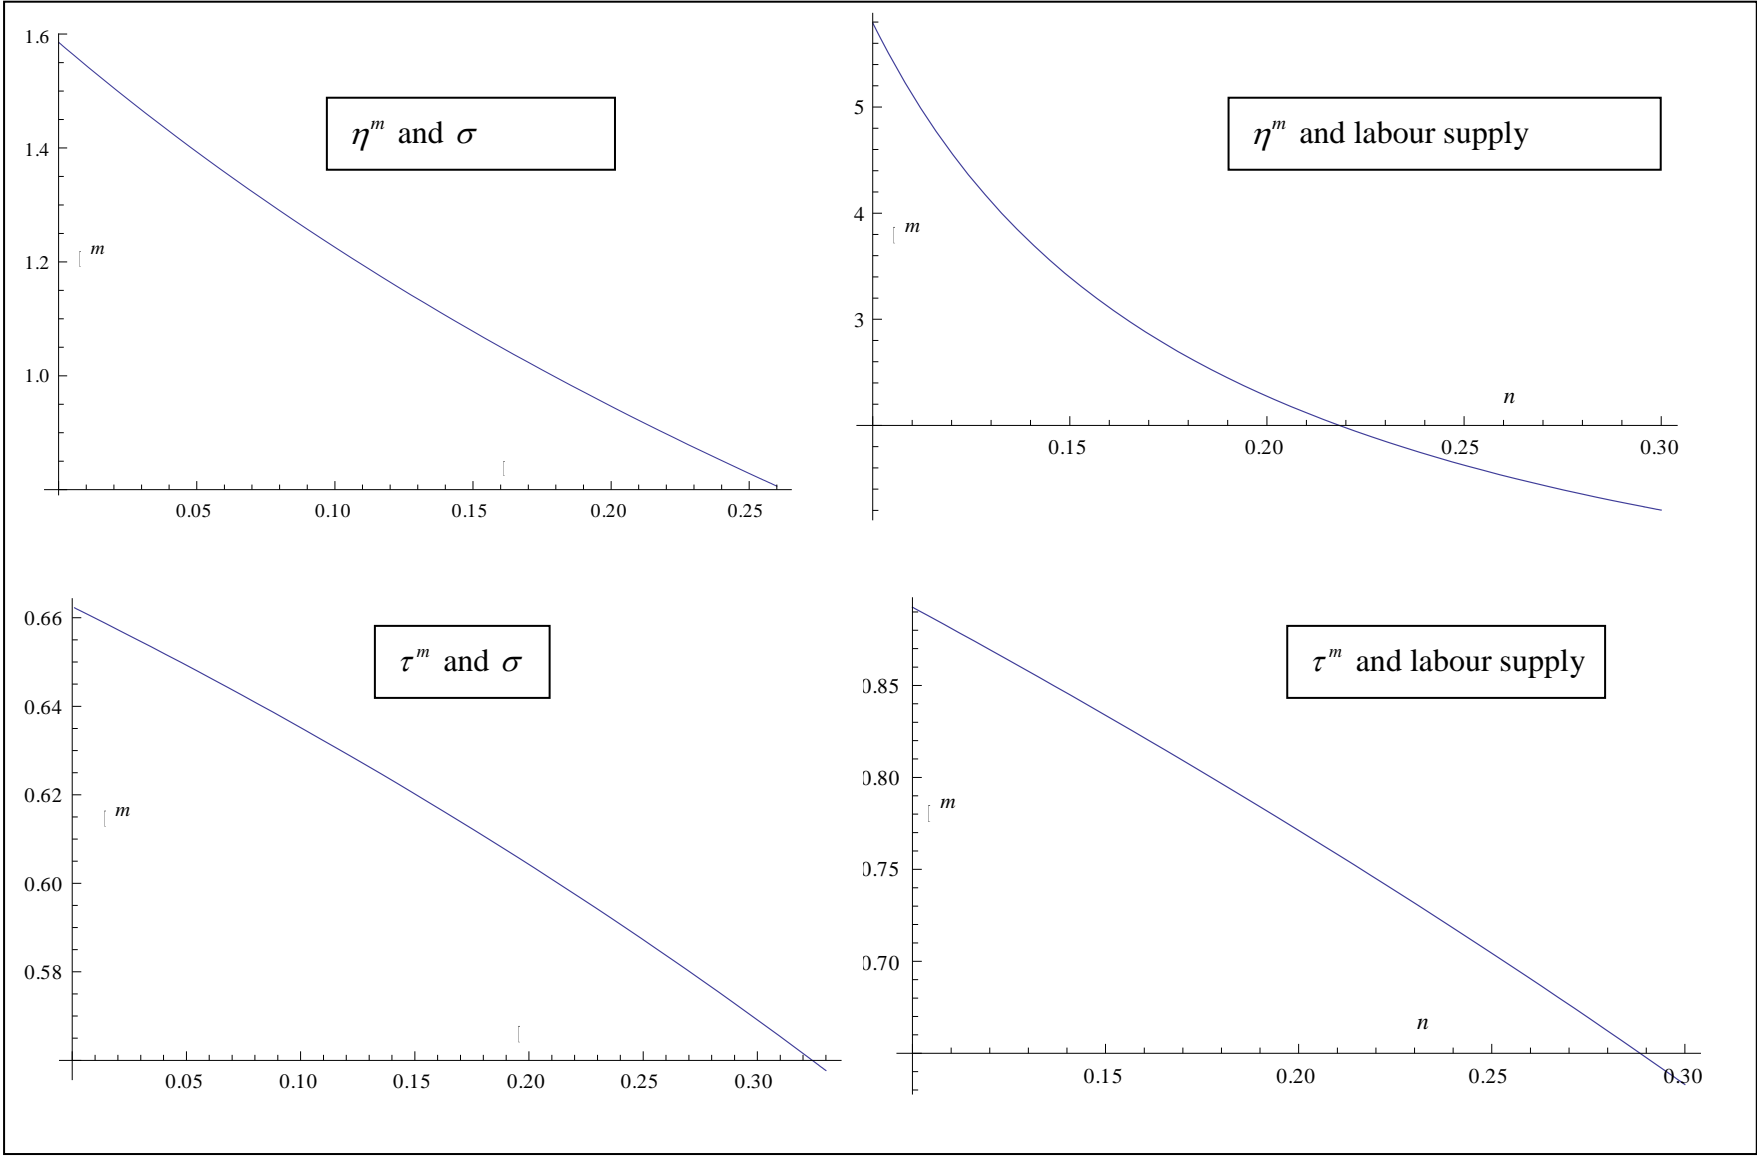 1.6
η^m and σ
1.4
m
1.2
1.0
0.05 0.10 0.15 0.20 0.25
5
η^m and labour supply
4
m
3
n
0.15 0.20 0.25 0.30
0.66
τ^m and σ
0.64
0.62
m
0.60
0.58
0.05 0.10 0.15 0.20 0.25 0.30
τ^m and labour supply
0.85
0.80
m
0.75
0.70
n
0.15 0.20 0.25 0.30